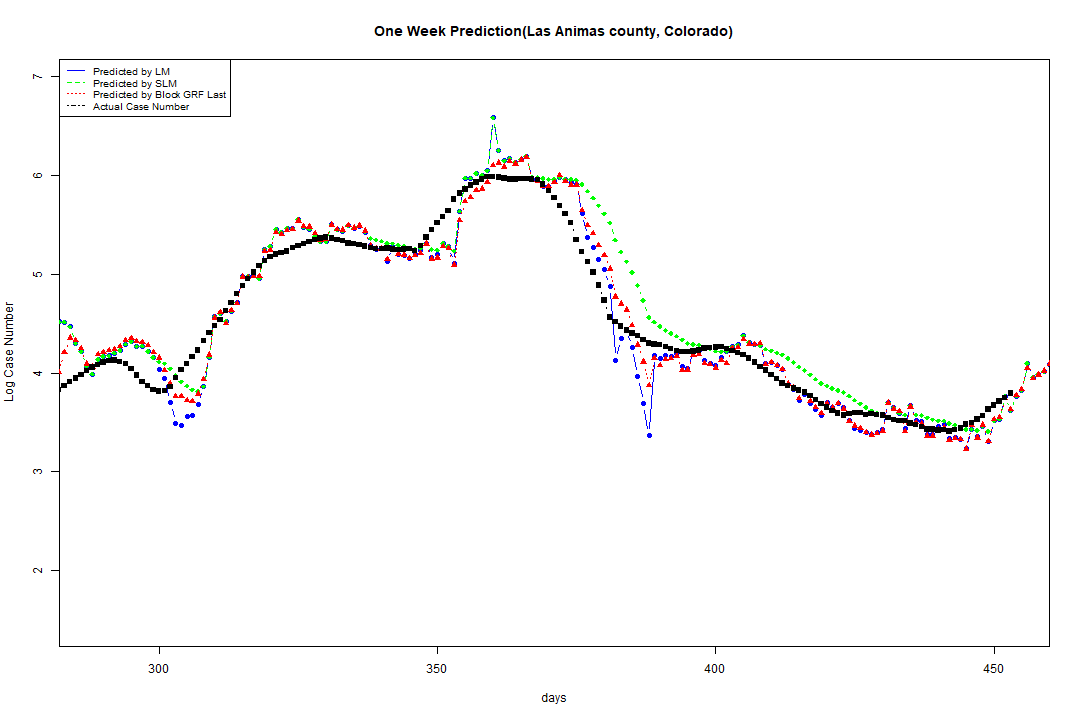 One Week Prediction(Las Animas county, Colorado)
Predicted by LM
Predicted by SLM
Predicted by Block GRF Last
Actual Case Number
7
6
5
4
3
2
Log Case Number
300
350
400
450
days